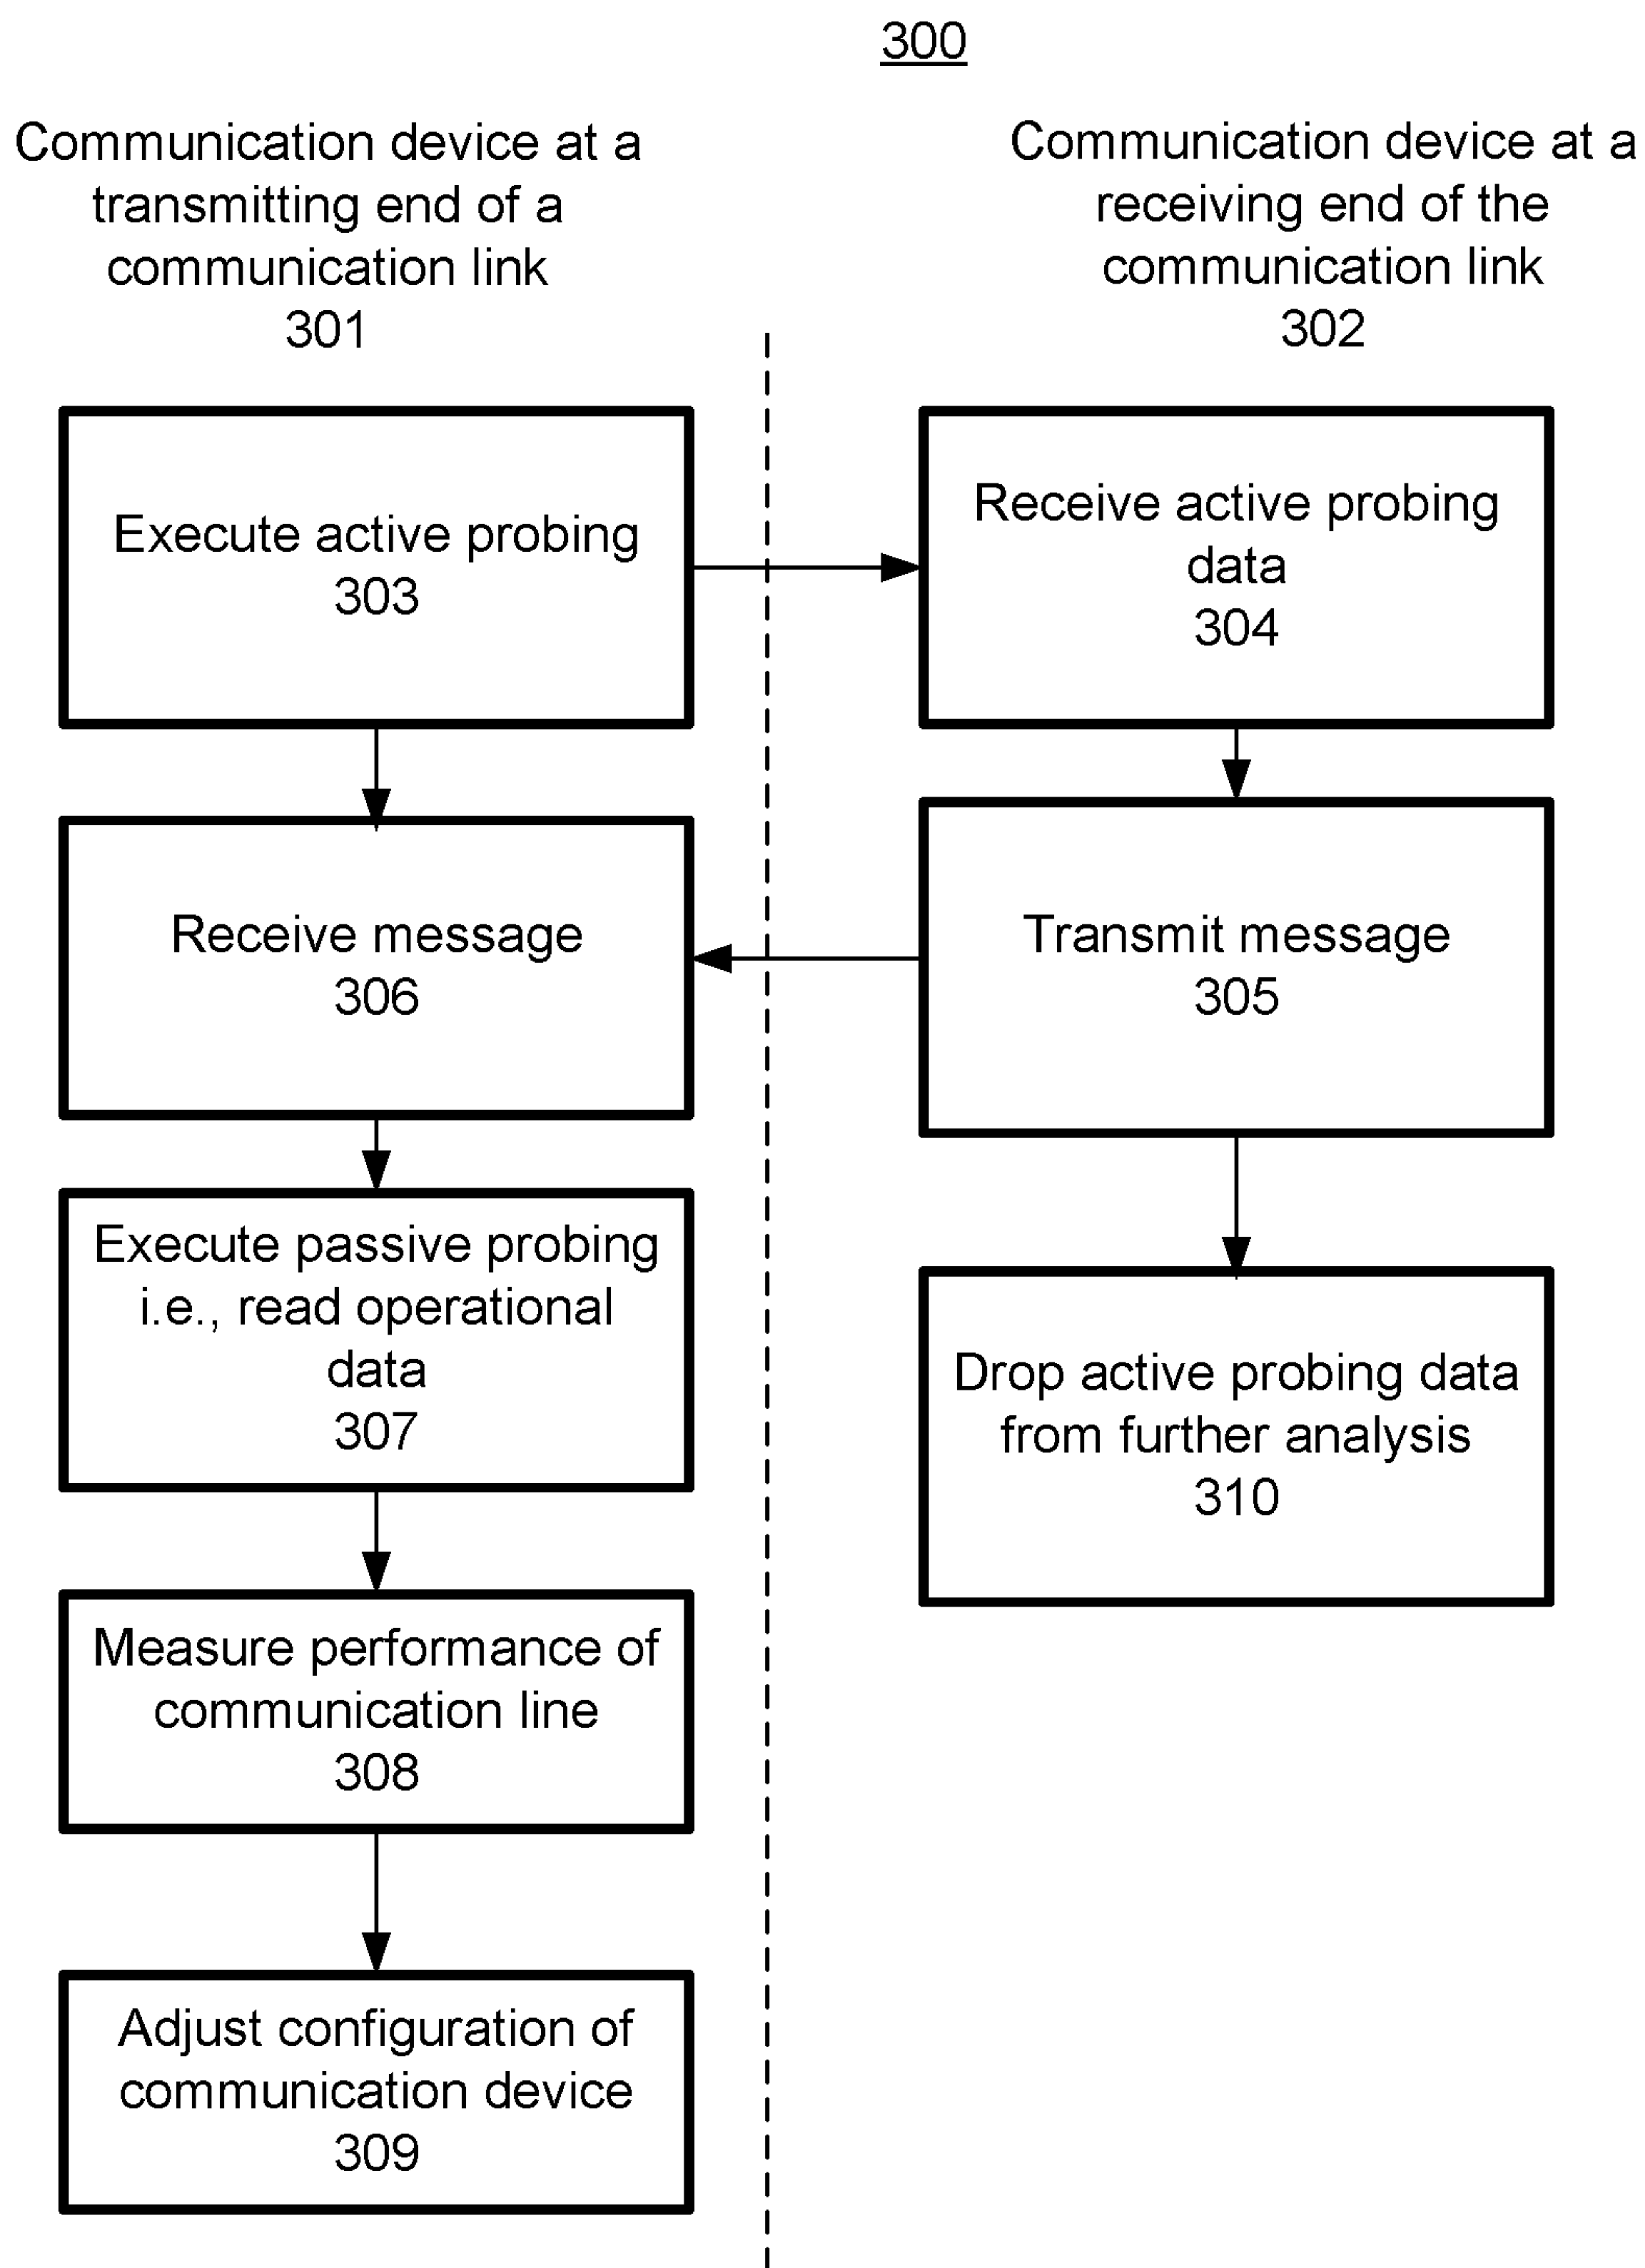 300
Communication device at a
transmitting end of a
communication link
301
Communication device at a
receiving end of the
communication link
302
Execute active probing
303
Receive active probing
data
304
Receive message
306
Transmit message
305
Execute passive probing
i.e., read operational
data
307
Drop active probing data
from further analysis
310
Measure performance of
communication line
308
Adjust configuration of
communication device
309